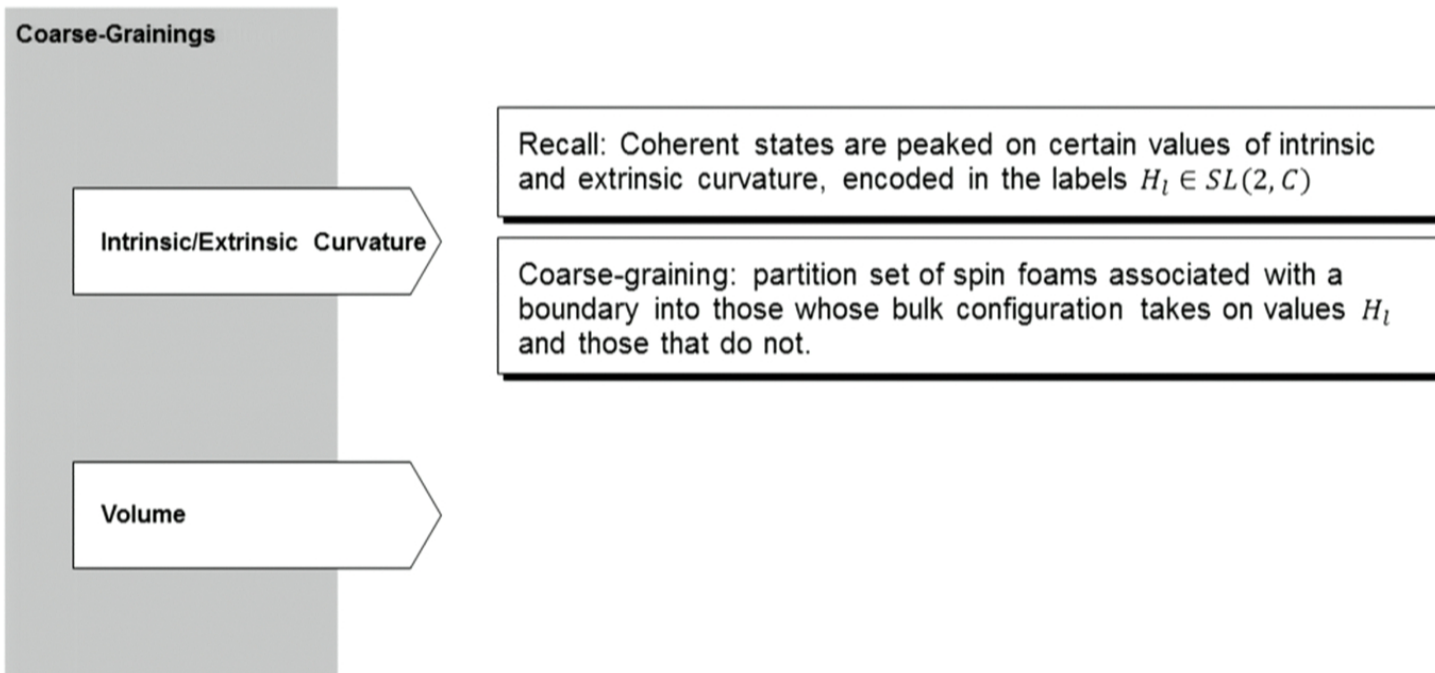 Coarse-Grainings
Intrinsic/Extrinsic Curvature
Recall: Coherent states are peaked on certain values of intrinsic
and extrinsic curvature, encoded in the labels $H_l \in SL(2, C)$
Coarse-graining: partition set of spin foams associated with a
boundary into those whose bulk configuration takes on values $H_l$
and those that do not.
Volume